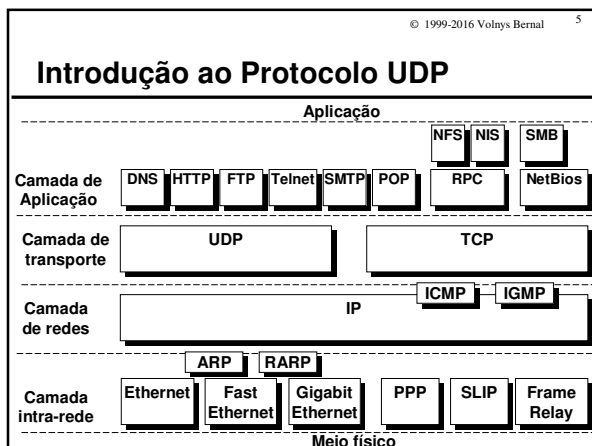 © 1999-2016 Volnys Bernal 5
Introdução ao Protocolo UDP
Aplicação
NFS NIS SMB
Camada de Aplicação
DNS HTTP FTP Telnet SMTP POP RPC NetBios
Camada de transporte
UDP TCP
ICMP IGMP
Camada de redes
IP
ARP RARP
Camada intra-rede
Ethernet Fast Ethernet Gigabit Ethernet PPP SLIP Frame Relay
Meio físico